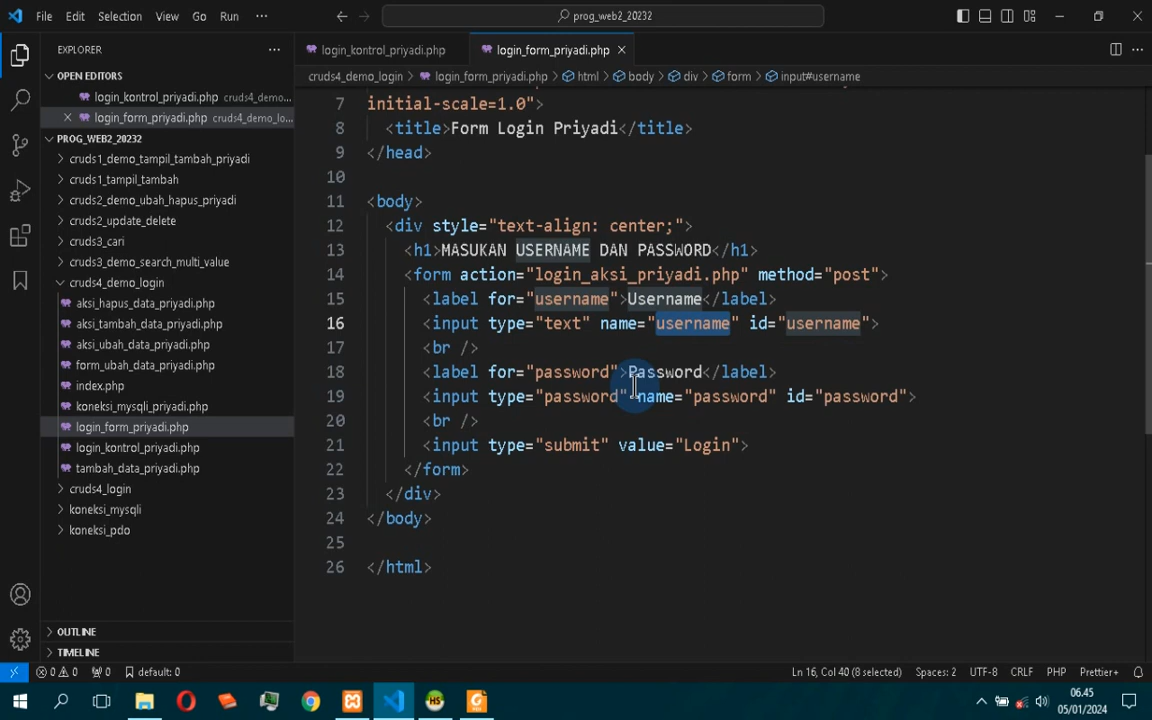 File Edit Selection View Go Run ··· prog_web2_20232
EXPLORER ···
OPEN EDITORS
login_kontrol_priyadi.php cruds4_demo...
login_form_priyadi.php cruds4_demo_lo...
PROG_WEB2_20232
cruds1_demo_tampil_tambah_priyadi
cruds1_tampil_tambah
cruds2_demo_ubah_hapus_priyadi
cruds2_update_delete
cruds3_cari
cruds3_demo_search_multi_value
cruds4_demo_login
aksi_hapus_data_priyadi.php
aksi_tambah_data_priyadi.php
aksi_ubah_data_priyadi.php
form_ubah_data_priyadi.php
index.php
koneksi_mysqli_priyadi.php
login_form_priyadi.php
login_kontrol_priyadi.php
tambah_data_priyadi.php
cruds4_login
koneksi_mysqli
koneksi_pdo
OUTLINE
TIMELINE
login_kontrol_priyadi.php login_form_priyadi.php
cruds4_demo_login > login_form_priyadi.php > html > body > div > form > input#username
7 initial-scale=1.0">
8 <title>Form Login Priyadi</title>
9 </head>
10
11 <body>
12 <div style="text-align: center;">
13 <h1>MASUKAN USERNAME DAN PASSWORD</h1>
14 <form action="login_aksi_priyadi.php" method="post">
15 <label for="username">Username</label>
16 <input type="text" name="username" id="username">
17 <br />
18 <label for="password">Password</label>
19 <input type="password" name="password" id="password">
20 <br />
21 <input type="submit" value="Login">
22 </form>
23 </div>
24 </body>
25
26 </html>
0 0 0 default: 0 Ln 16, Col 40 (8 selected) Spaces: 2 UTF-8 CRLF PHP Prettier+
06.45
05/01/2024